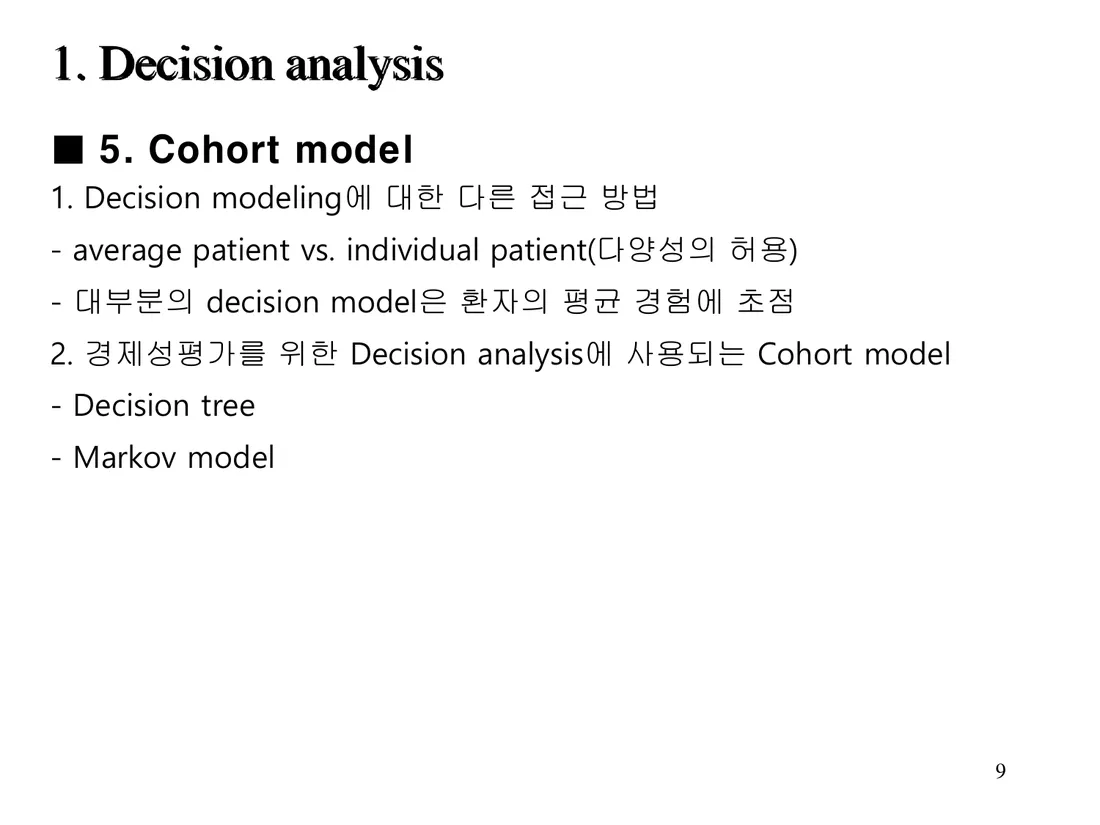 1. Decision analysis
■ 5. Cohort model
1. Decision modeling에 대한 다른 접근 방법
- average patient vs. individual patient(다양성의 허용)
- 대부분의 decision model은 환자의 평균 경험에 초점
2. 경제성평가를 위한 Decision analysis에 사용되는 Cohort model
- Decision tree
- Markov model
9